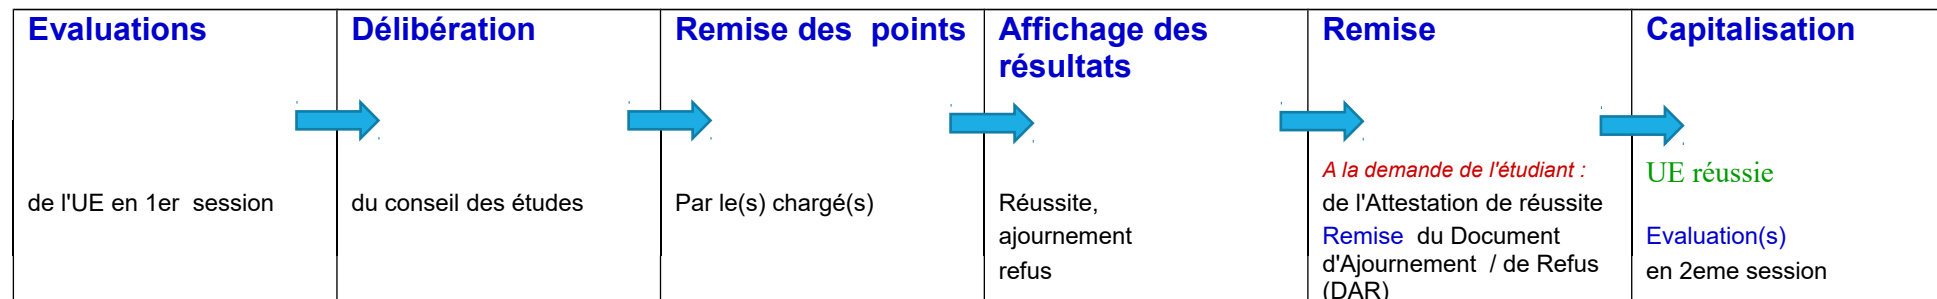 Evaluations
de l'UE en 1er session
Délibération
du conseil des études
Remise des points
Par le(s) chargé(s)
Affichage des
résultats
Réussite,
ajournement
refus
Remise
A la demande de l'étudiant :
de l'Attestation de réussite
Remise du Document
d'Ajournement / de Refus
(DAR)
Capitalisation
UE réussie
Evaluation(s)
en 2eme session